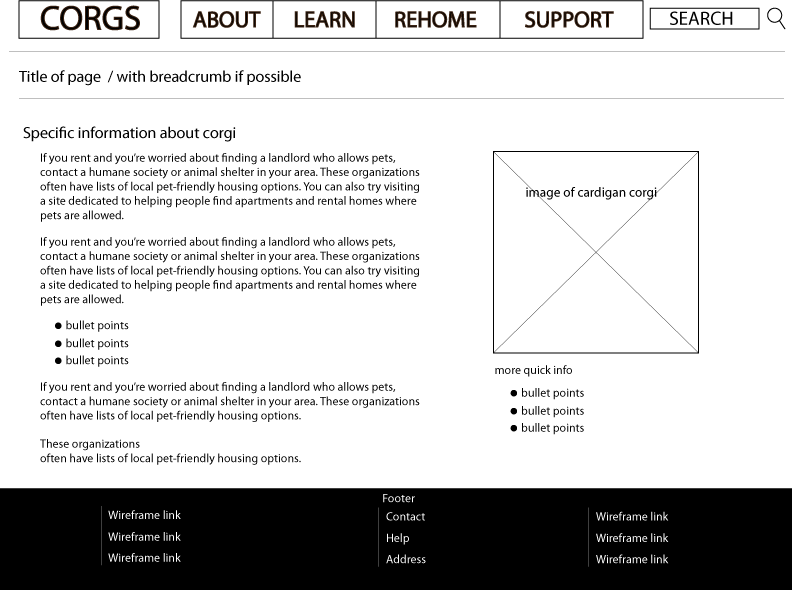 CORGS ABOUT LEARN REHOME SUPPORT SEARCH
Title of page / with breadcrumb if possible
Specific information about corgi
If you rent and you're worried about finding a landlord who allows pets,
contact a humane society or animal shelter in your area. These organizations
often have lists of local pet-friendly housing options. You can also try visiting
a site dedicated to helping people find apartments and rental homes where
pets are allowed.
If you rent and you're worried about finding a landlord who allows pets,
contact a humane society or animal shelter in your area. These organizations
often have lists of local pet-friendly housing options. You can also try visiting
a site dedicated to helping people find apartments and rental homes where
pets are allowed.
● bullet points
● bullet points
● bullet points
If you rent and you're worried about finding a landlord who allows pets,
contact a humane society or animal shelter in your area. These organizations
often have lists of local pet-friendly housing options.
These organizations
often have lists of local pet-friendly housing options.
image of cardigan corgi
more quick info
● bullet points
● bullet points
● bullet points
Footer
Wireframe link
Wireframe link
Wireframe link
Contact
Help
Address
Wireframe link
Wireframe link
Wireframe link